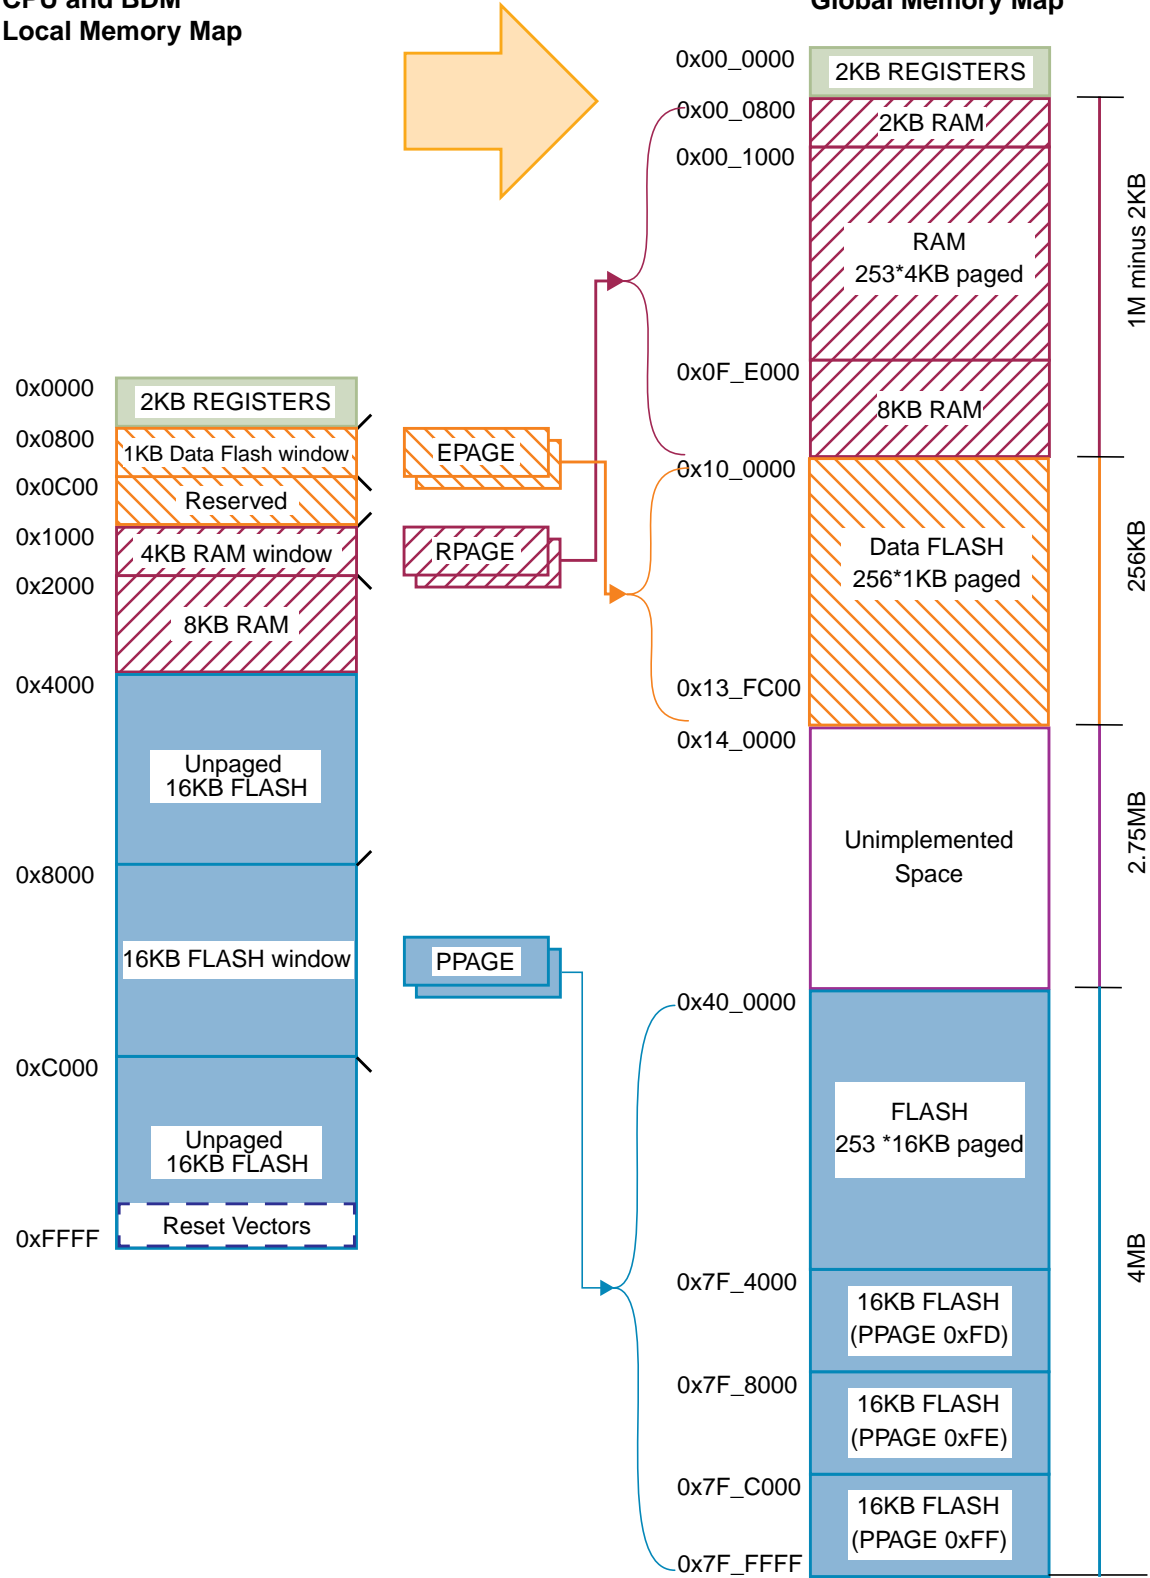 CPU and BDM
Local Memory Map
Global Memory Map
0x0000
2KB REGISTERS
0x0800
1KB Data Flash window
0x0C00
Reserved
0x1000
4KB RAM window
0x2000
8KB RAM
0x4000
Unpaged
16KB FLASH
0x8000
16KB FLASH window
0xC000
Unpaged
16KB FLASH
Reset Vectors
0xFFFF
EPAGE
RPAGE
PPAGE
0x00_0000
2KB REGISTERS
0x00_0800
2KB RAM
0x00_1000
RAM
253*4KB paged
0x0F_E000
8KB RAM
0x10_0000
Data FLASH
256*1KB paged
0x13_FC00
0x14_0000
Unimplemented
Space
0x40_0000
FLASH
253 *16KB paged
0x7F_4000
16KB FLASH
(PPAGE 0xFD)
0x7F_8000
16KB FLASH
(PPAGE 0xFE)
0x7F_C000
16KB FLASH
(PPAGE 0xFF)
0x7F_FFFF
1M minus 2KB
256KB
2.75MB
4MB